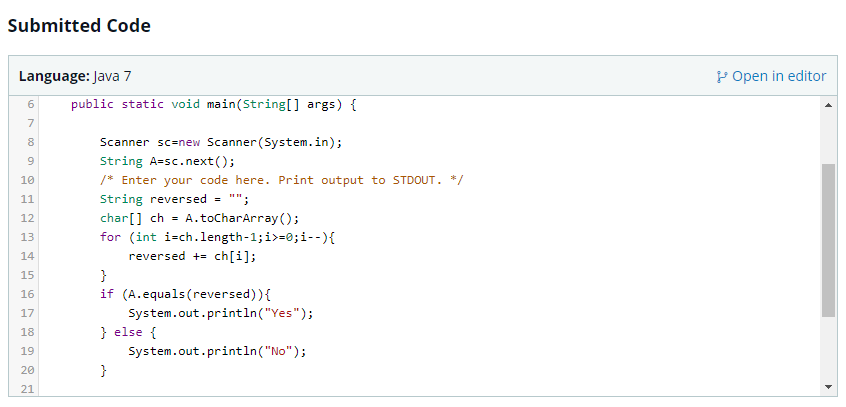 Submitted Code
Language: Java 7 Open in editor
6 public static void main(String[] args) {
7
8 Scanner sc=new Scanner(System.in);
9 String A=sc.next();
10 /* Enter your code here. Print output to STDOUT. */
11 String reversed = "";
12 char[] ch = A.toCharArray();
13 for (int i=ch.length-1;i>=0;i--){
14 reversed += ch[i];
15 }
16 if (A.equals(reversed)){
17 System.out.println("Yes");
18 } else {
19 System.out.println("No");
20 }
21